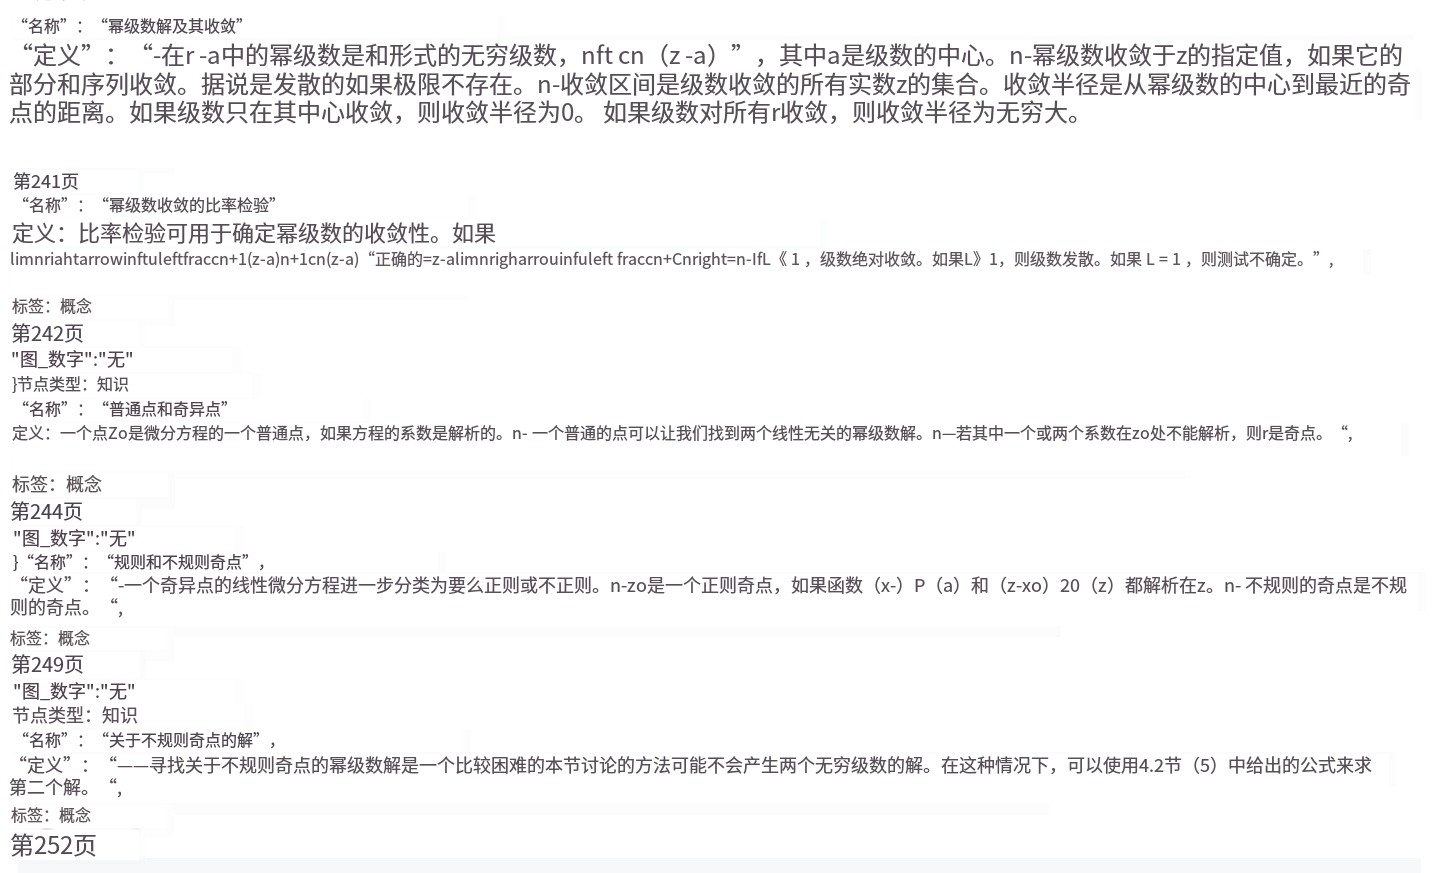 “名称”：“幂级数解及其收敛”
“定义”：“-在r -a中的幂级数是和形式的无穷级数，nft cn（z -a）”，其中a是级数的中心。n-幂级数收敛于z的指定值，如果它的
部分和序列收敛。据说是发散的如果极限不存在。n-收敛区间是级数收敛的所有实数z的集合。收敛半径是从幂级数的中心到最近的奇
点的距离。如果级数只在其中心收敛，则收敛半径为0。 如果级数对所有r收敛，则收敛半径为无穷大。
第241页
“名称”：“幂级数收敛的比率检验”
定义：比率检验可用于确定幂级数的收敛性。如果
limnriahtarrowinftuleftfraccn+1(z-a)n+1cn(z-a)“正确的=z-alimnrigharrouinfuleft fraccn+Cnright=n-IfL《 1 ，级数绝对收敛。如果L》1，则级数发散。如果 L = 1 ，则测试不确定。”，
标签：概念
第242页
"图_数字":"无"
}节点类型：知识
“名称”：“普通点和奇异点”
定义：一个点Zo是微分方程的一个普通点，如果方程的系数是解析的。n- 一个普通的点可以让我们找到两个线性无关的幂级数解。n—若其中一个或两个系数在zo处不能解析，则r是奇点。“，
标签：概念
第244页
"图_数字":"无"
}“名称”：“规则和不规则奇点”，
“定义”：“-一个奇异点的线性微分方程进一步分类为要么正则或不正则。n-zo是一个正则奇点，如果函数（x-）P（a）和（z-xo）20（z）都解析在z。n- 不规则的奇点是不规
则的奇点。“，
标签：概念
第249页
"图_数字":"无"
节点类型：知识
“名称”：“关于不规则奇点的解”，
“定义”：“——寻找关于不规则奇点的幂级数解是一个比较困难的本节讨论的方法可能不会产生两个无穷级数的解。在这种情况下，可以使用4.2节（5）中给出的公式来求
第二个解。“，
标签：概念
第252页